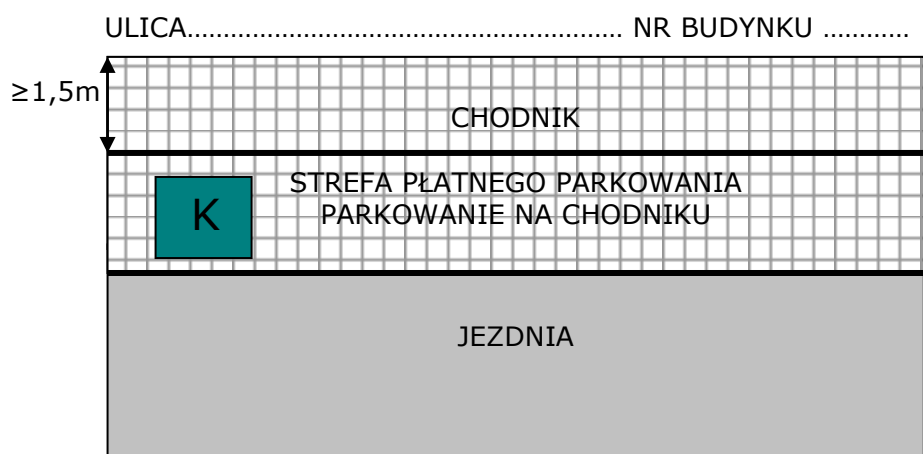 ULICA............................................................ NR BUDYNKU ............
≥1,5m
CHODNIK
STREFA PŁATNEGO PARKOWANIA
PARKOWANIE NA CHODNIKU
K
JEZDNIA